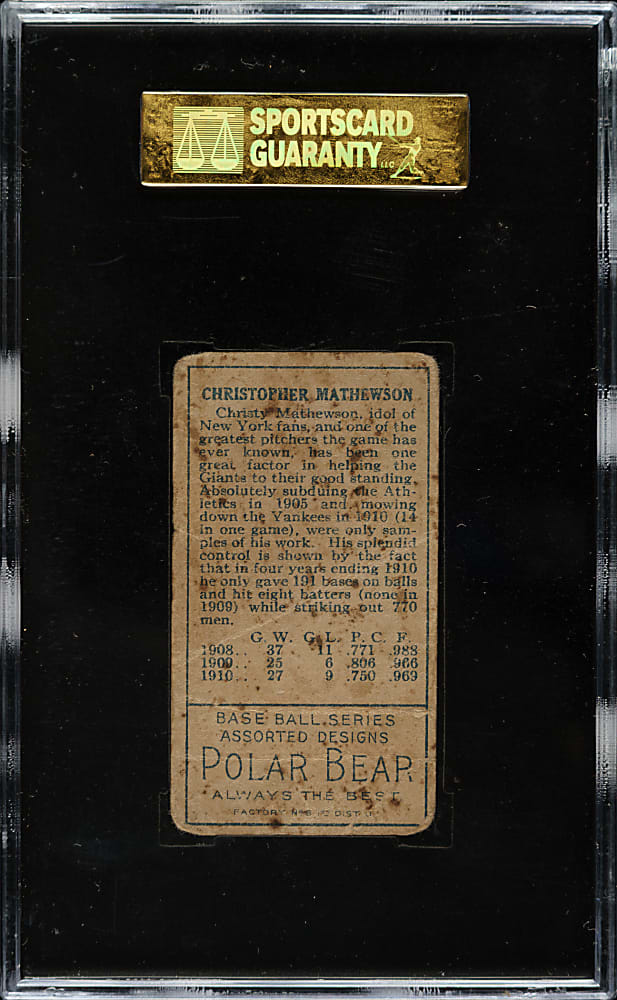 SPORTSCARD
GUARANTY LLC
CHRISTOPHER MATHEWSON
Christy Mathewson, idol of
New York fans, and one of the
greatest pitchers the game has
ever known, has been one
great factor in helping the
Giants to their good standing.
Absolutely subduing the Ath-
letics in 1905 and mowing
down the Yankees in 1910 (14
in one game), were only sam-
ples of his work. His splendid
control is shown by the fact
that in four years ending 1910
he only gave 191 bases on balls
and hit eight batters (none in
1909) while striking out 770
men.
G. W. G. L. P. C. F.
1908.. 37 11 .771 .988
1909.. 25 6 .806 .966
1910.. 27 9 .750 .969
BASE BALL SERIES
ASSORTED DESIGNS
POLAR BEAR
ALWAYS THE BEST
FACTORY Nº 6 DIST